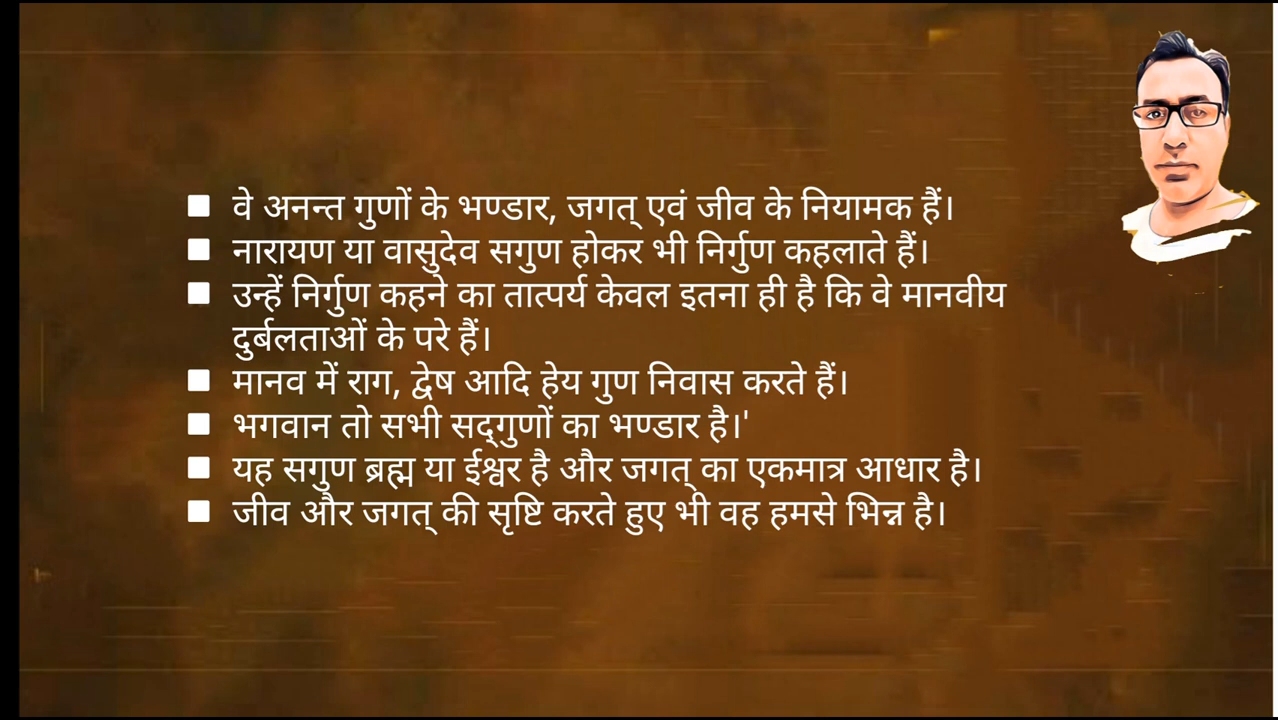 वे अनन्त गुणों के भण्डार, जगत् एवं जीव के नियामक हैं।
नारायण या वासुदेव सगुण होकर भी निर्गुण कहलाते हैं।
उन्हें निर्गुण कहने का तात्पर्य केवल इतना ही है कि वे मानवीय
दुर्बलताओं के परे हैं।
मानव में राग, द्वेष आदि हेय गुण निवास करते हैं।
भगवान तो सभी सद्‌गुणों का भण्डार है।'
यह सगुण ब्रह्म या ईश्वर है और जगत् का एकमात्र आधार है।
जीव और जगत् की सृष्टि करते हुए भी वह हमसे भिन्न है।